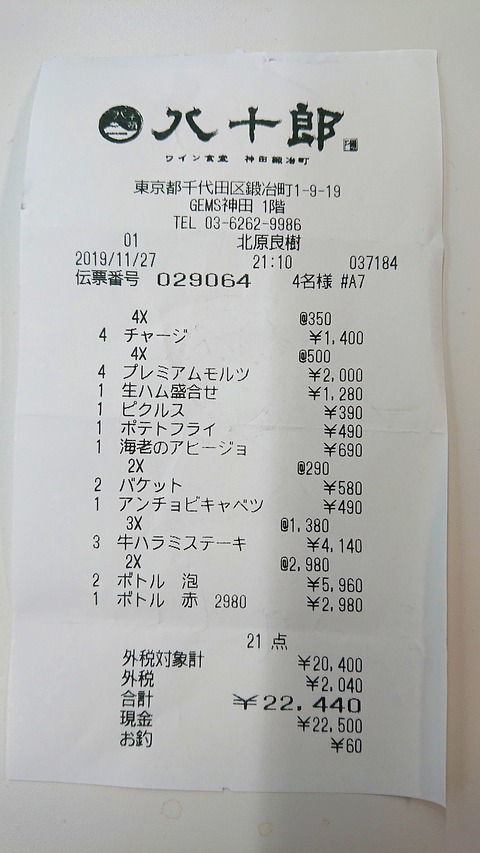 八十郎
ワイン食堂 神田鍛冶町
東京都千代田区鍛冶町1-9-19
GEMS神田 1階
TEL 03-6262-9986
01 北原良樹
2019/11/27 21:10 037184
伝票番号 029064 4名様 #A7
4X @350
4 チャージ ¥1,400
4X @500
4 プレミアムモルツ ¥2,000
1 生ハム盛合せ ¥1,280
1 ピクルス ¥390
1 ポテトフライ ¥490
1 海老のアヒージョ ¥690
2X @290
2 バケット ¥580
1 アンチョビキャベツ ¥490
3X @1,380
3 牛ハラミステーキ ¥4,140
2X @2,980
2 ボトル 泡 ¥5,960
1 ボトル 赤 2980 ¥2,980
21 点
外税対象計 ¥20,400
外税 ¥2,040
合計 ¥22,440
現金 ¥22,500
お釣 ¥60